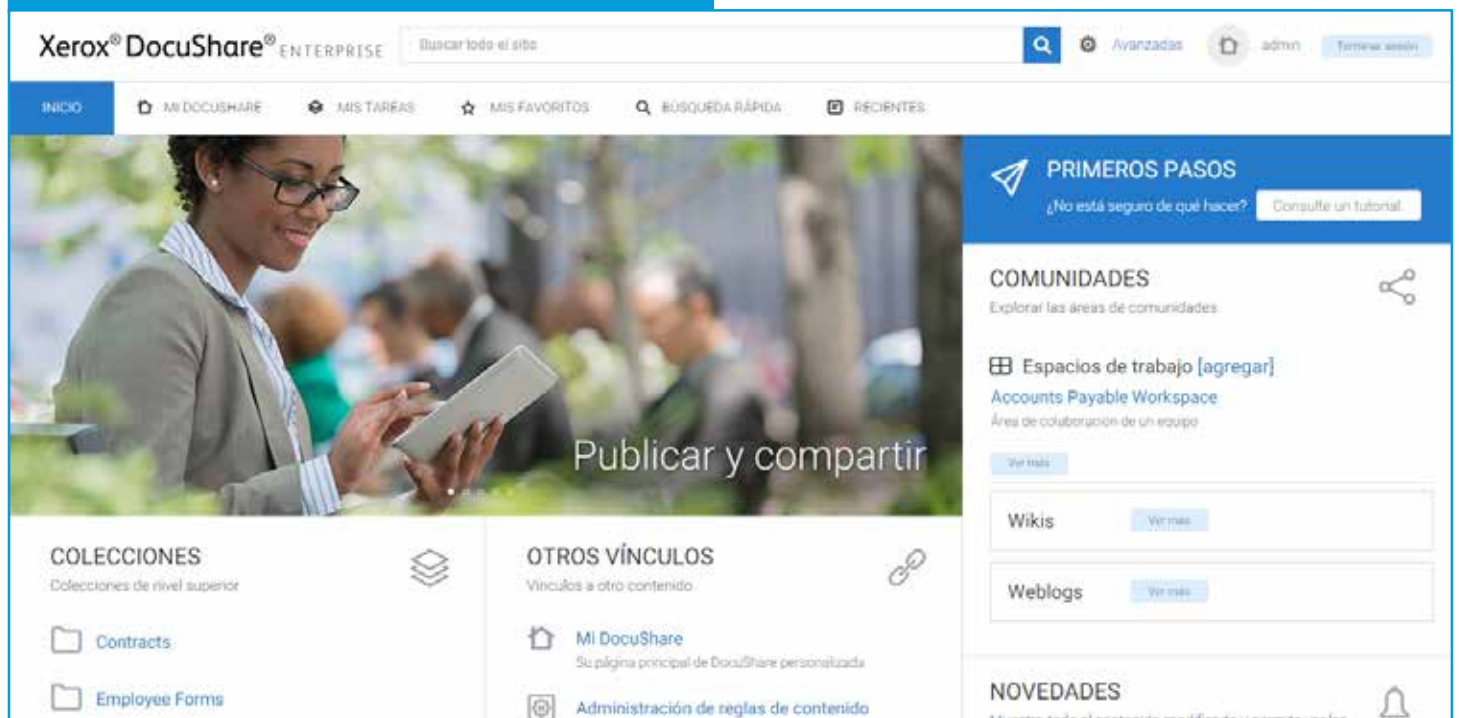 Xerox® DocuShare® ENTERPRISE
Buscar todo el sitio
Avanzadas
admin
Terminar sesión
INICIO
MI DOCUSHARE
MIS TAREAS
MIS FAVORITOS
BÚSQUEDA RÁPIDA
RECIENTES
Publicar y compartir
PRIMEROS PASOS
¿No está seguro de qué hacer?
Consulte un tutorial
COMUNIDADES
Explorar las áreas de comunidades
Espacios de trabajo [agregar]
Accounts Payable Workspace
Área de colaboración de un equipo
Ver más
Wikis
Ver más
Weblogs
Ver más
COLECCIONES
Colecciones de nivel superior
Contracts
Employee Forms
OTROS VÍNCULOS
Vínculos a otro contenido
Mi DocuShare
Su página principal de DocuShare personalizada
Administración de reglas de contenido
NOVEDADES